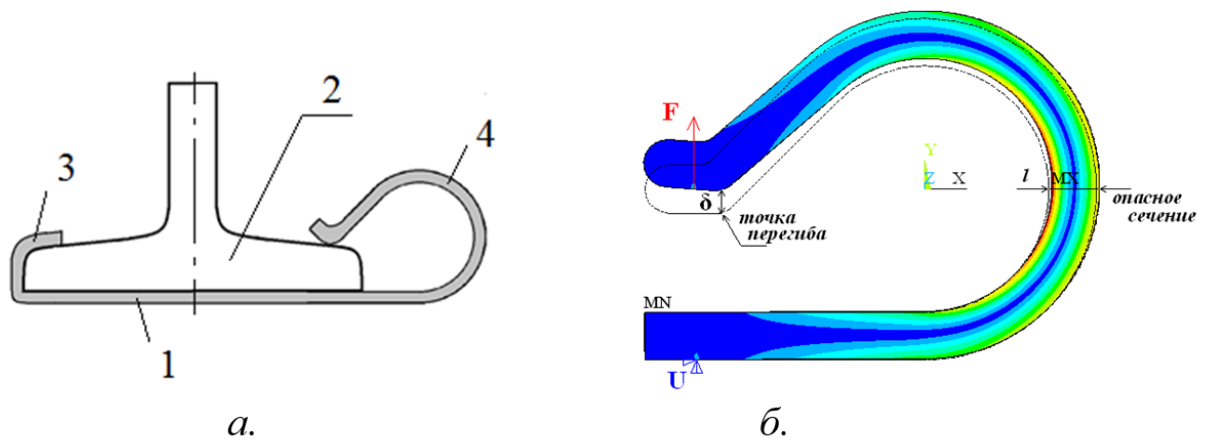 2
3
4
1
а.
F
δ
точка
перегиба
Y
Z
X
l
MX
опасное
сечение
MN
U
б.